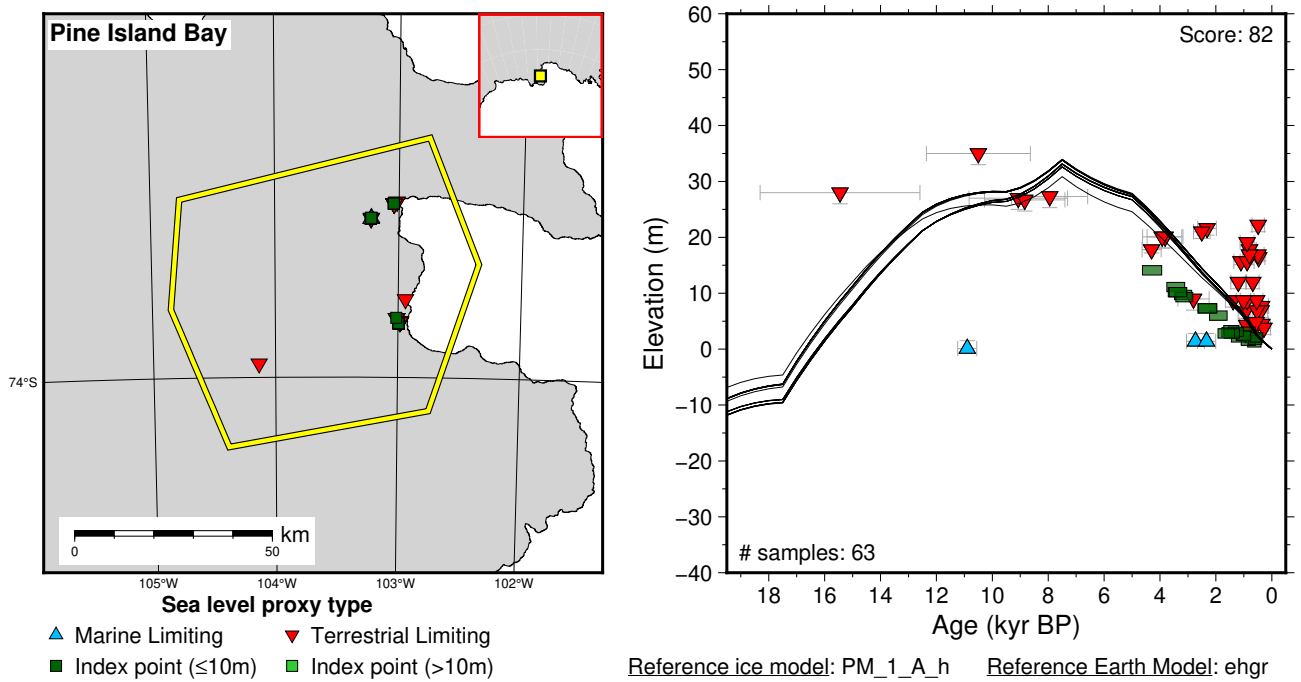 Pine Island Bay
74°S
km
0
50
105°W
104°W
103°W
102°W
Sea level proxy type
Marine Limiting
Terrestrial Limiting
Index point (≤10m)
Index point (>10m)
Score: 82
60
50
40
30
20
10
0
−10
−20
−30
−40
Elevation (m)
# samples: 63
18 16 14 12 10 8 6 4 2 0
Age (kyr BP)
Reference ice model: PM_1_A_h
Reference Earth Model: ehgr